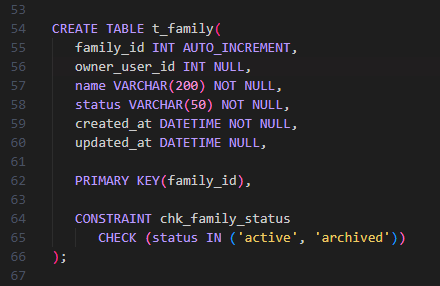 53
54 CREATE TABLE t_family(
55 family_id INT AUTO_INCREMENT,
56 owner_user_id INT NULL,
57 name VARCHAR(200) NOT NULL,
58 status VARCHAR(50) NOT NULL,
59 created_at DATETIME NOT NULL,
60 updated_at DATETIME NULL,
61
62 PRIMARY KEY(family_id),
63
64 CONSTRAINT chk_family_status
65 CHECK (status IN ('active', 'archived'))
66 );
67